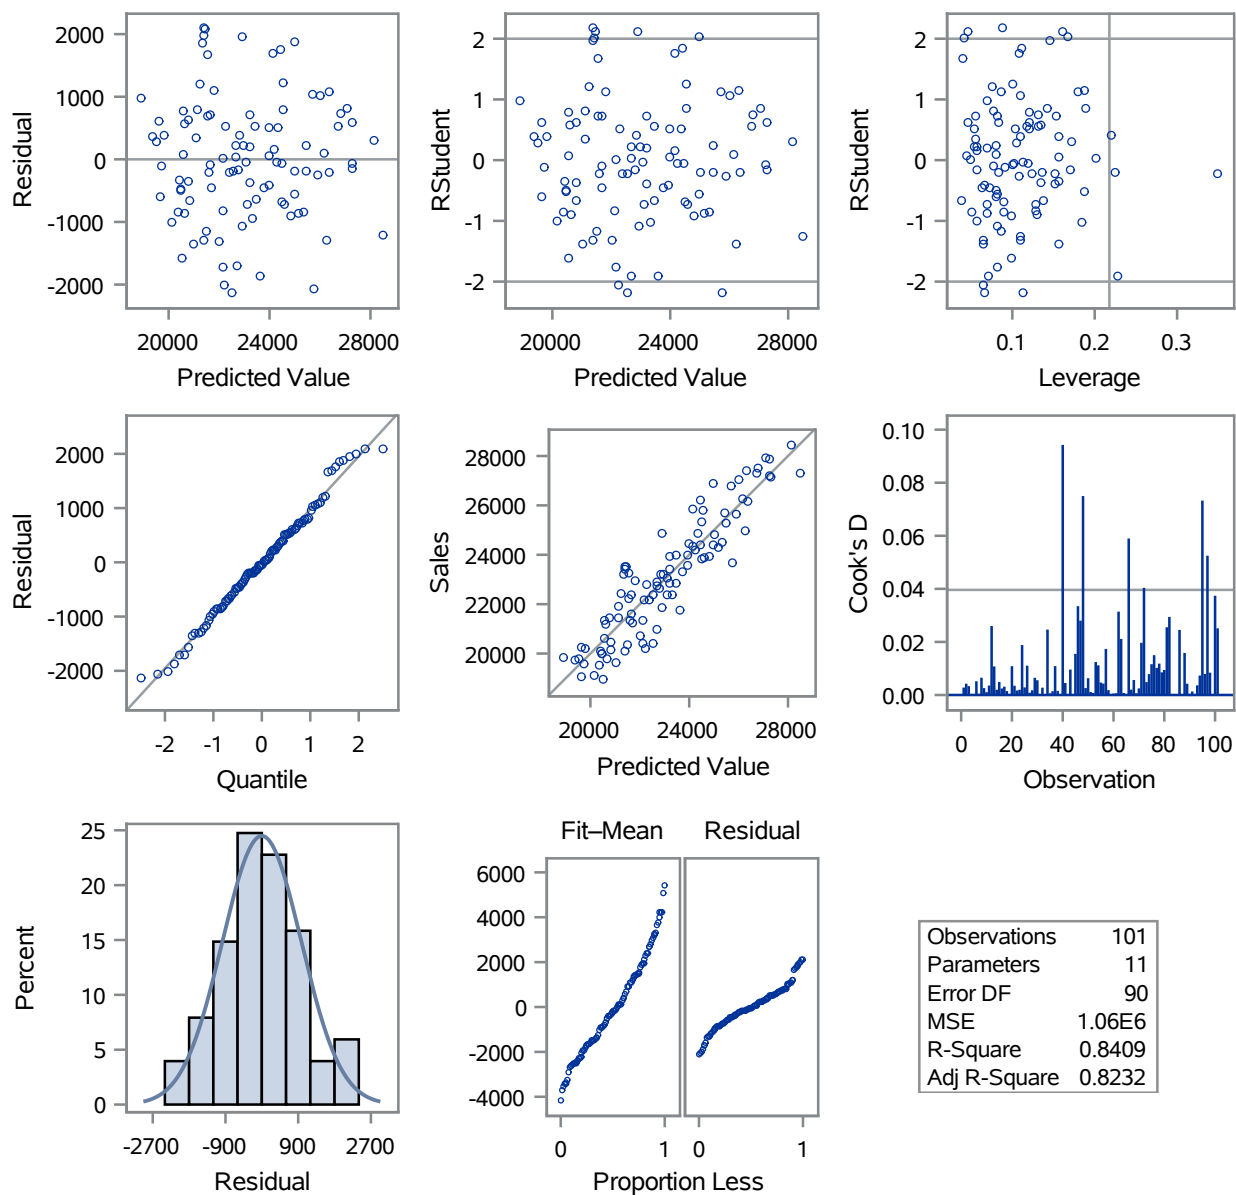 2000
1000
0
-1000
-2000
Residual
20000 24000 28000
Predicted Value
2
1
0
-1
-2
RStudent
20000 24000 28000
Predicted Value
2
1
0
-1
-2
RStudent
0.1 0.2 0.3
Leverage
2000
1000
0
-1000
-2000
Residual
-2 -1 0 1 2
Quantile
28000
26000
24000
22000
20000
Sales
20000 24000 28000
Predicted Value
0.10
0.08
0.06
0.04
0.02
0.00
Cook's D
0 20 40 60 80 100
Observation
25
20
15
10
5
0
Percent
-2700 -900 900 2700
Residual
Fit–Mean Residual
6000
4000
2000
0
-2000
-4000
0 1 0 1
Proportion Less
Observations 101
Parameters 11
Error DF 90
MSE 1.06E6
R-Square 0.8409
Adj R-Square 0.8232